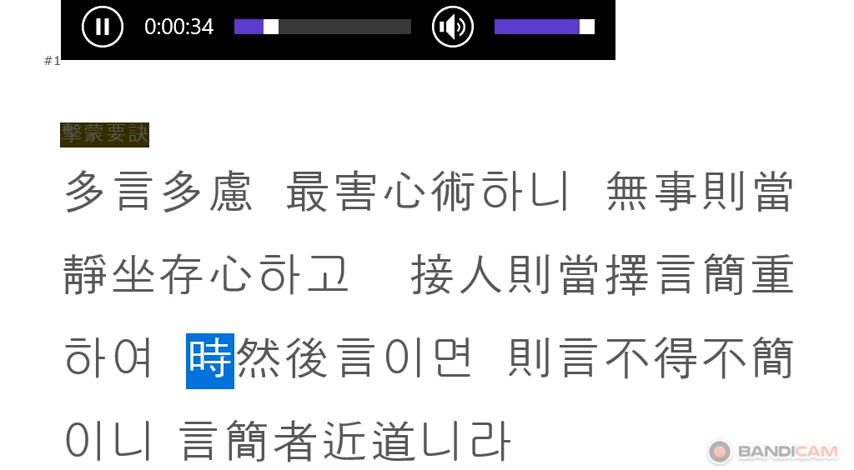 0:00:34
#1
擊蒙要訣
多言多慮 最害心術하니 無事則當
靜坐存心하고 接人則當擇言簡重
하여 時然後言이면 則言不得不簡
이니 言簡者近道니라
BANDICAM